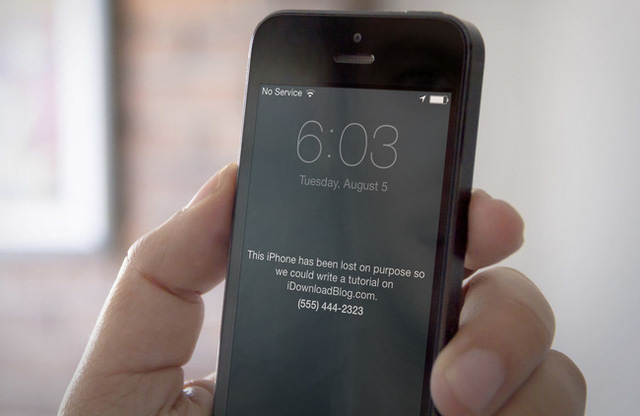 No Service
6:03
Tuesday, August 5
This iPhone has been lost on purpose so
we could write a tutorial on
iDownloadBlog.com.
(555) 444-2323